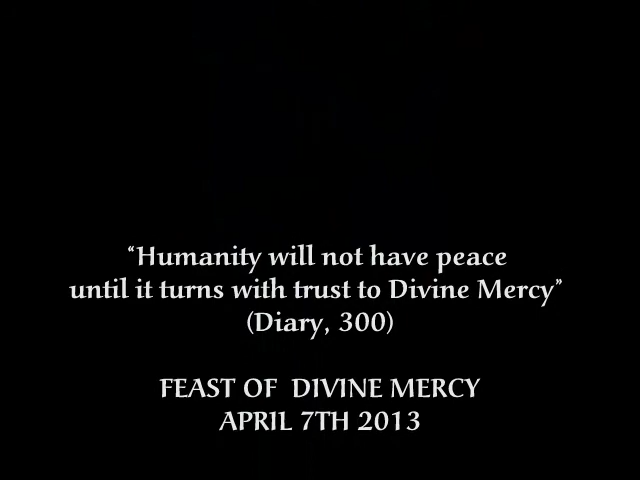 “Humanity will not have peace
until it turns with trust to Divine Mercy”
(Diary, 300)
FEAST OF DIVINE MERCY
APRIL 7TH 2013